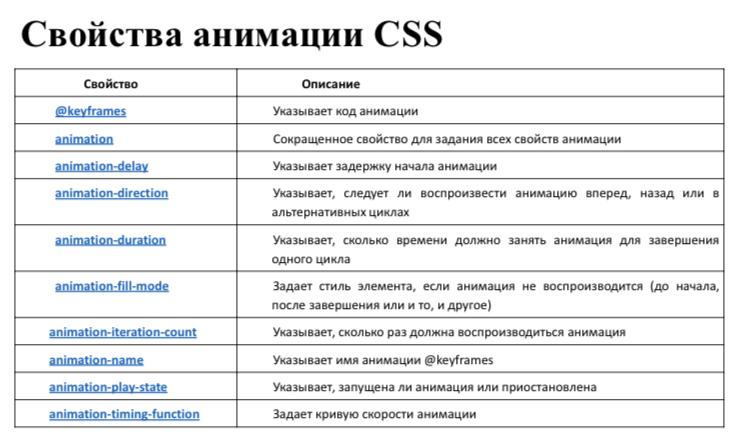 Свойства анимации CSS
Свойство Описание
@keyframes Указывает код анимации
animation Сокращенное свойство для задания всех свойств анимации
animation-delay Указывает задержку начала анимации
animation-direction Указывает, следует ли воспроизвести анимацию вперед, назад или в
альтернативных циклах
animation-duration Указывает, сколько времени должно занять анимация для завершения
одного цикла
animation-fill-mode Задает стиль элемента, если анимация не воспроизводится (до начала,
после завершения или и то, и другое)
animation-iteration-count Указывает, сколько раз должна воспроизводиться анимация
animation-name Указывает имя анимации @keyframes
animation-play-state Указывает, запущена ли анимация или приостановлена
animation-timing-function Задает кривую скорости анимации